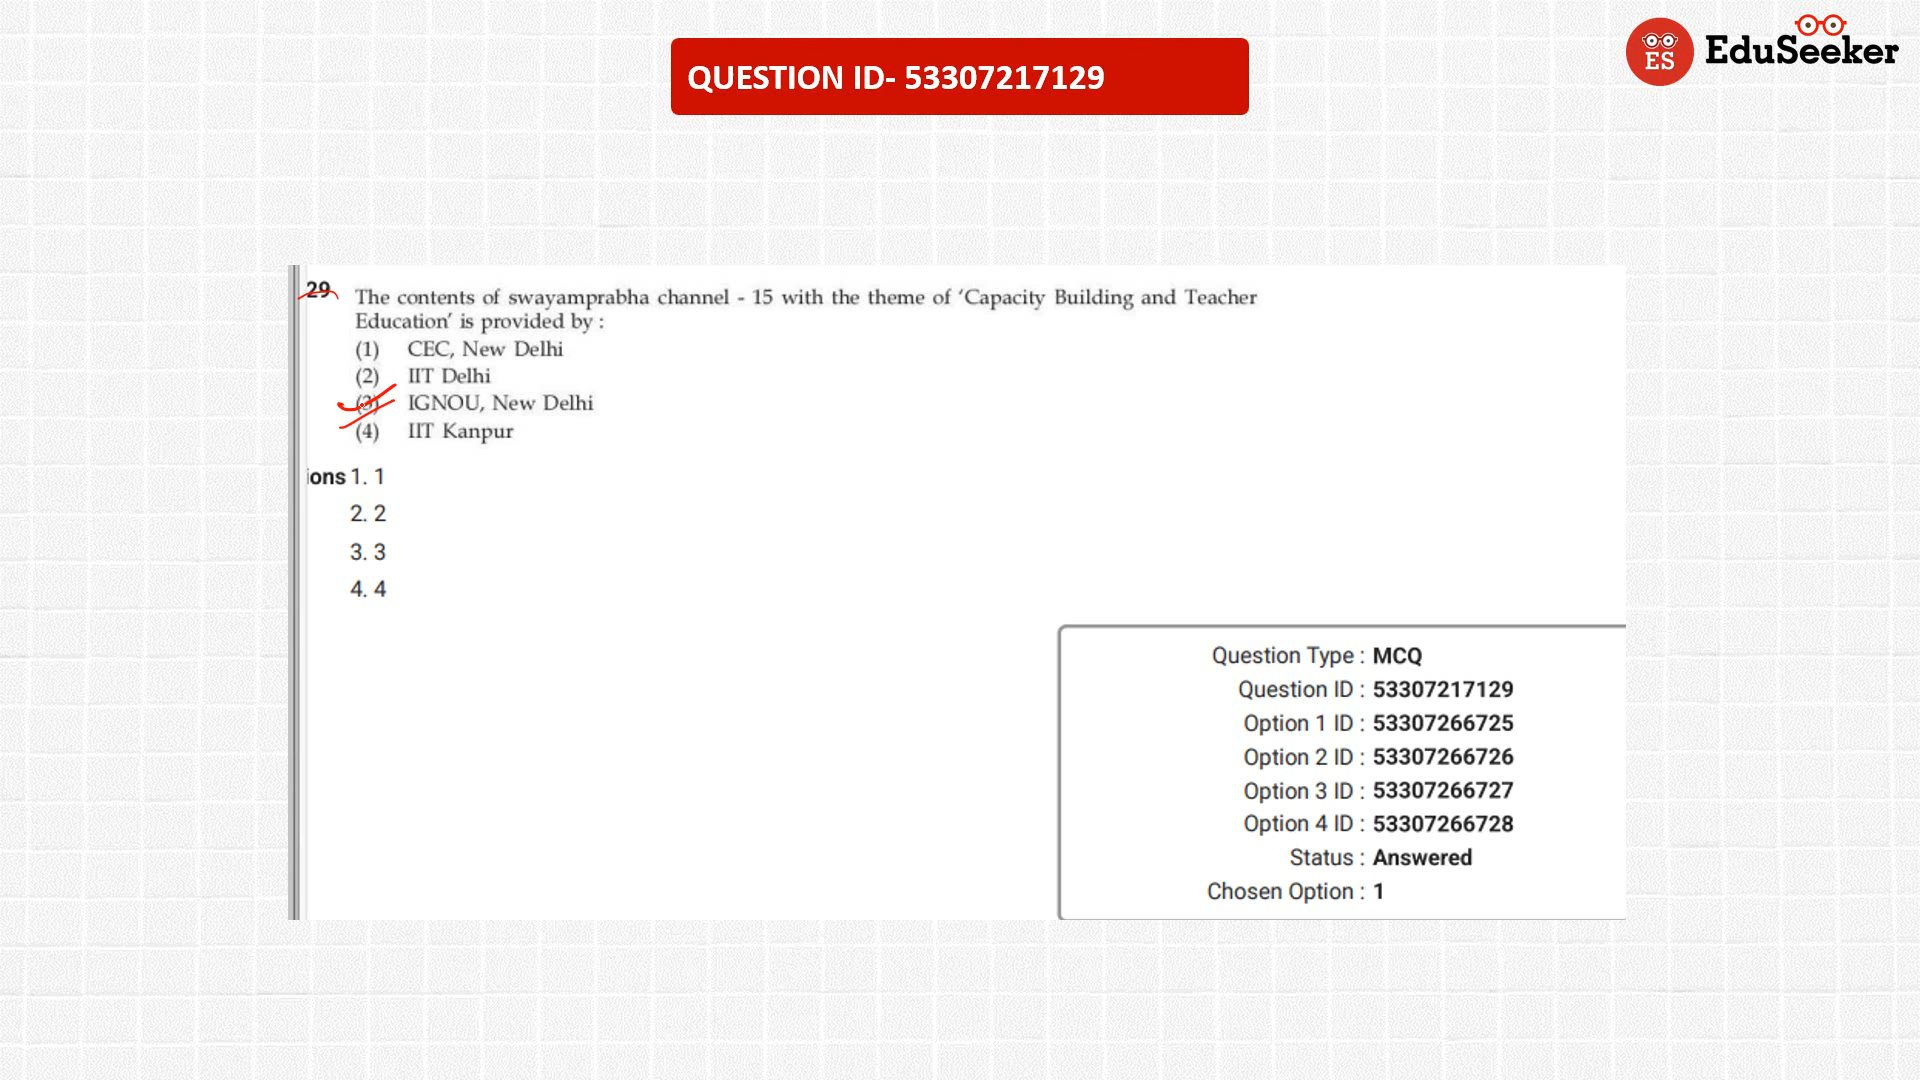 QUESTION ID- 53307217129
ES
EduSeeker
29
The contents of swayamprabha channel - 15 with the theme of ‘Capacity Building and Teacher
Education’ is provided by :
(1) CEC, New Delhi
(2) IIT Delhi
(3) IGNOU, New Delhi
(4) IIT Kanpur
ions 1. 1
2. 2
3. 3
4. 4
Question Type : MCQ
Question ID : 53307217129
Option 1 ID : 53307266725
Option 2 ID : 53307266726
Option 3 ID : 53307266727
Option 4 ID : 53307266728
Status : Answered
Chosen Option : 1